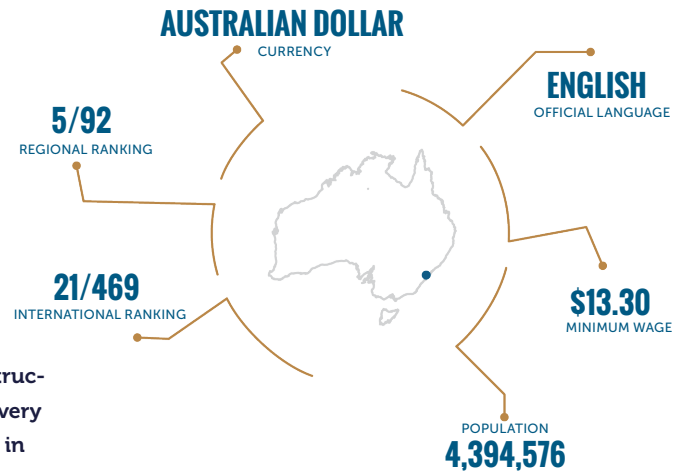 AUSTRALIAN DOLLAR
CURRENCY
ENGLISH
OFFICIAL LANGUAGE
5/92
REGIONAL RANKING
21/469
INTERNATIONAL RANKING
$13.30
MINIMUM WAGE
truc-
very
in
POPULATION
4,394,576